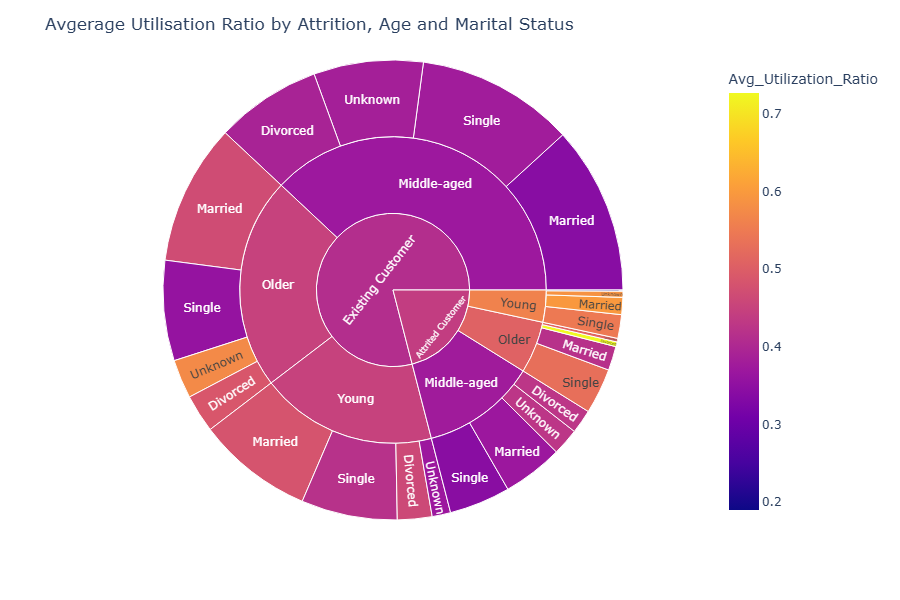 Avgerage Utilisation Ratio by Attrition, Age and Marital Status
Avg_Utilization_Ratio
0.7
0.6
0.5
0.4
0.3
0.2
Existing Customer
Attrited Customer
Middle-aged
Older
Young
Middle-aged
Older
Young
Married
Single
Unknown
Divorced
Married
Single
Unknown
Divorced
Married
Single
Divorced
Unknown
Single
Married
Unknown
Divorced
Single
Married
Single
Married